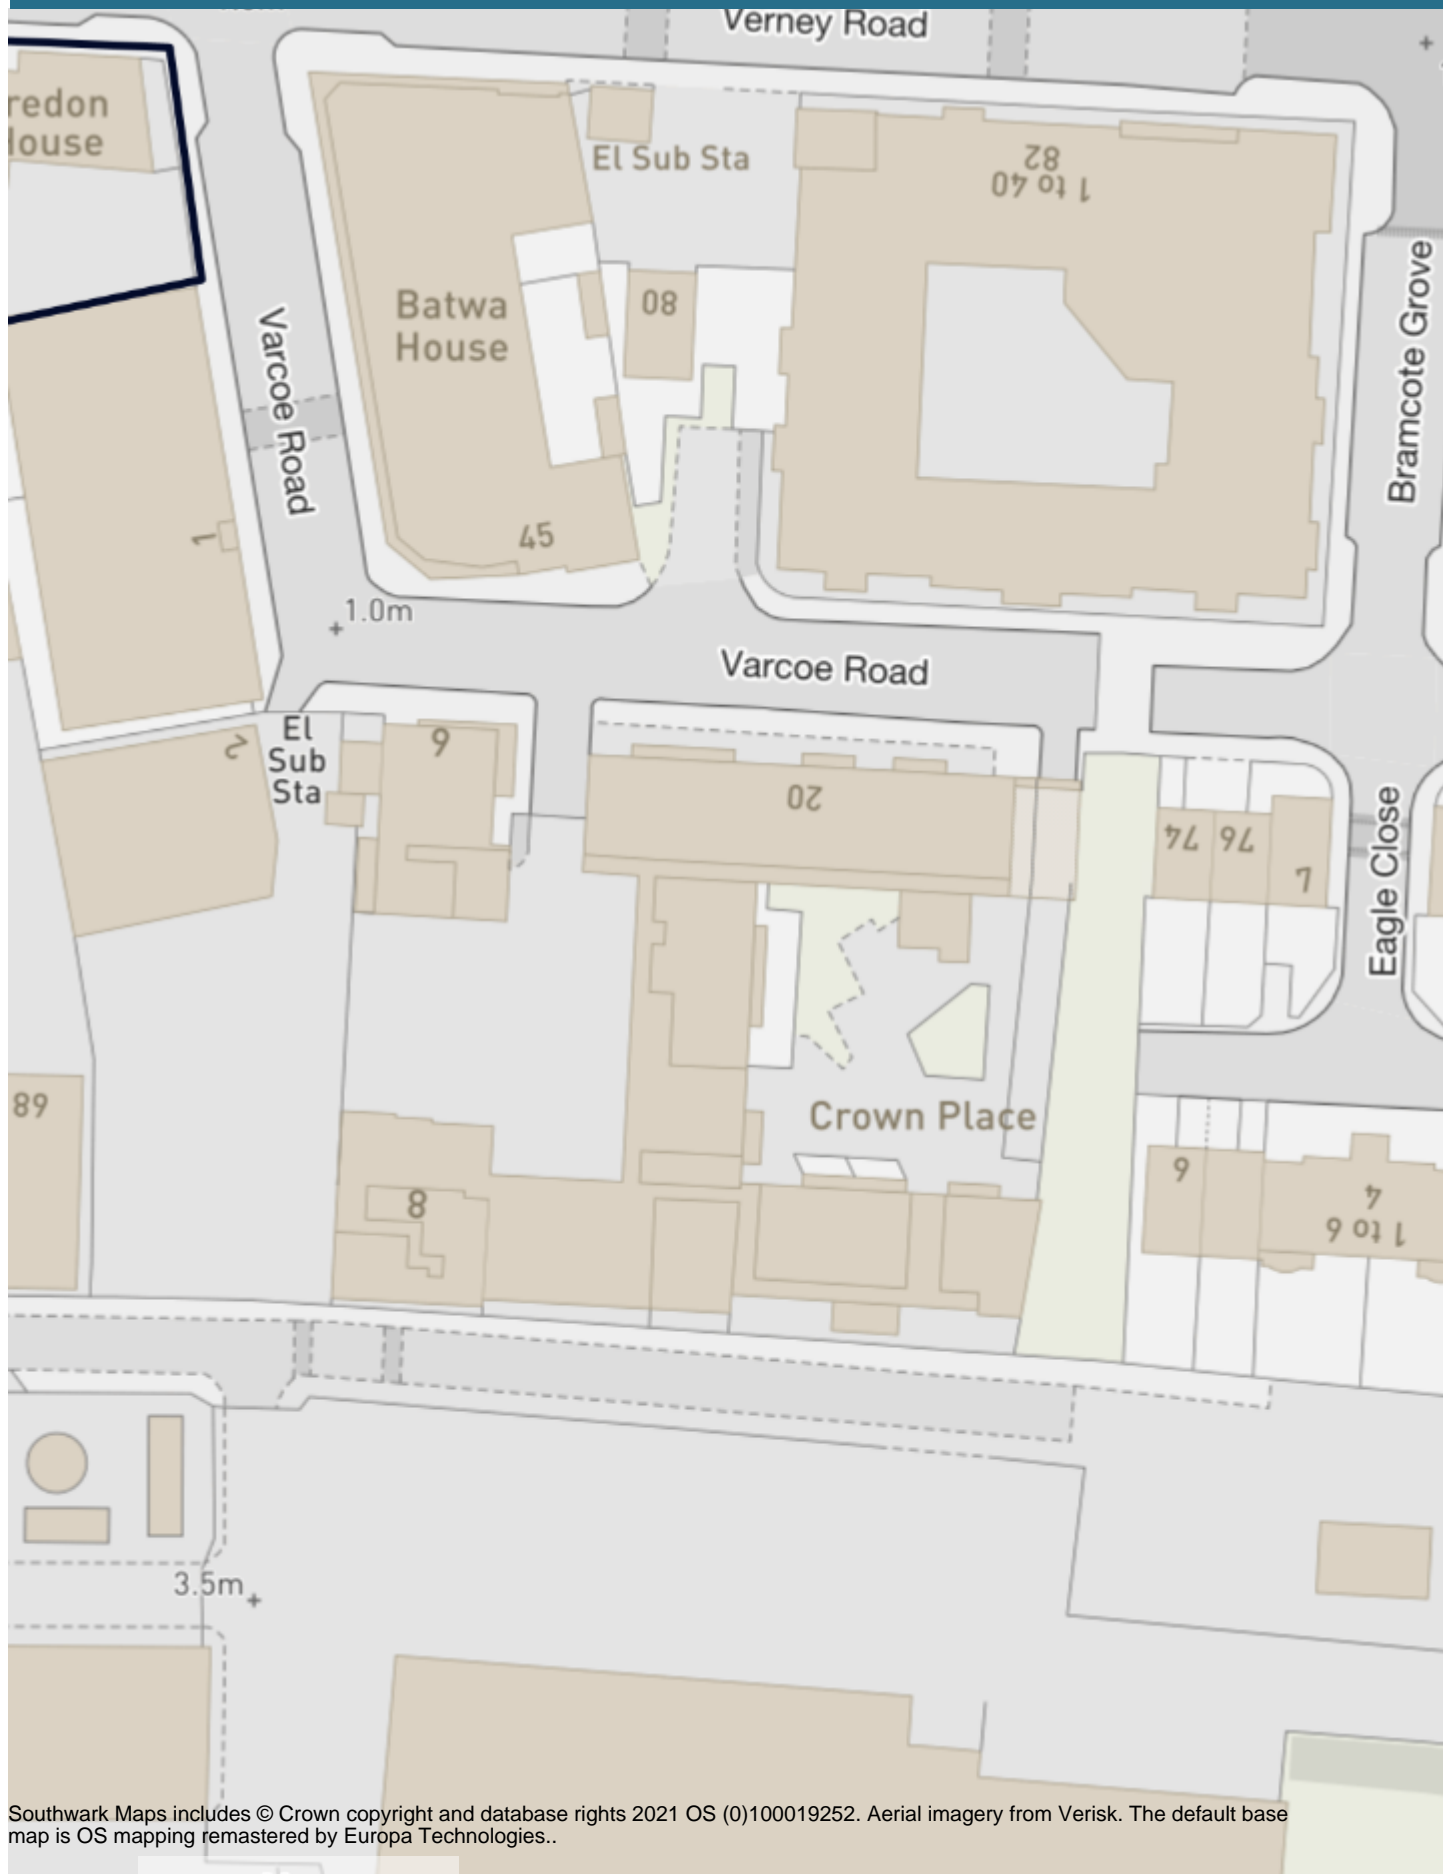 Verney Road
redon
House
El Sub Sta
82
1 to 40
Bramcote Grove
Batwa
House
80
Varcoe Road
45
1
1.0m
Varcoe Road
2
El
Sub
Sta
9
20
74
76
7
Eagle Close
89
Crown Place
8
6
4
1 to 6
3.5m
Southwark Maps includes © Crown copyright and database rights 2021 OS (0)100019252. Aerial imagery from Verisk. The default base
map is OS mapping remastered by Europa Technologies..